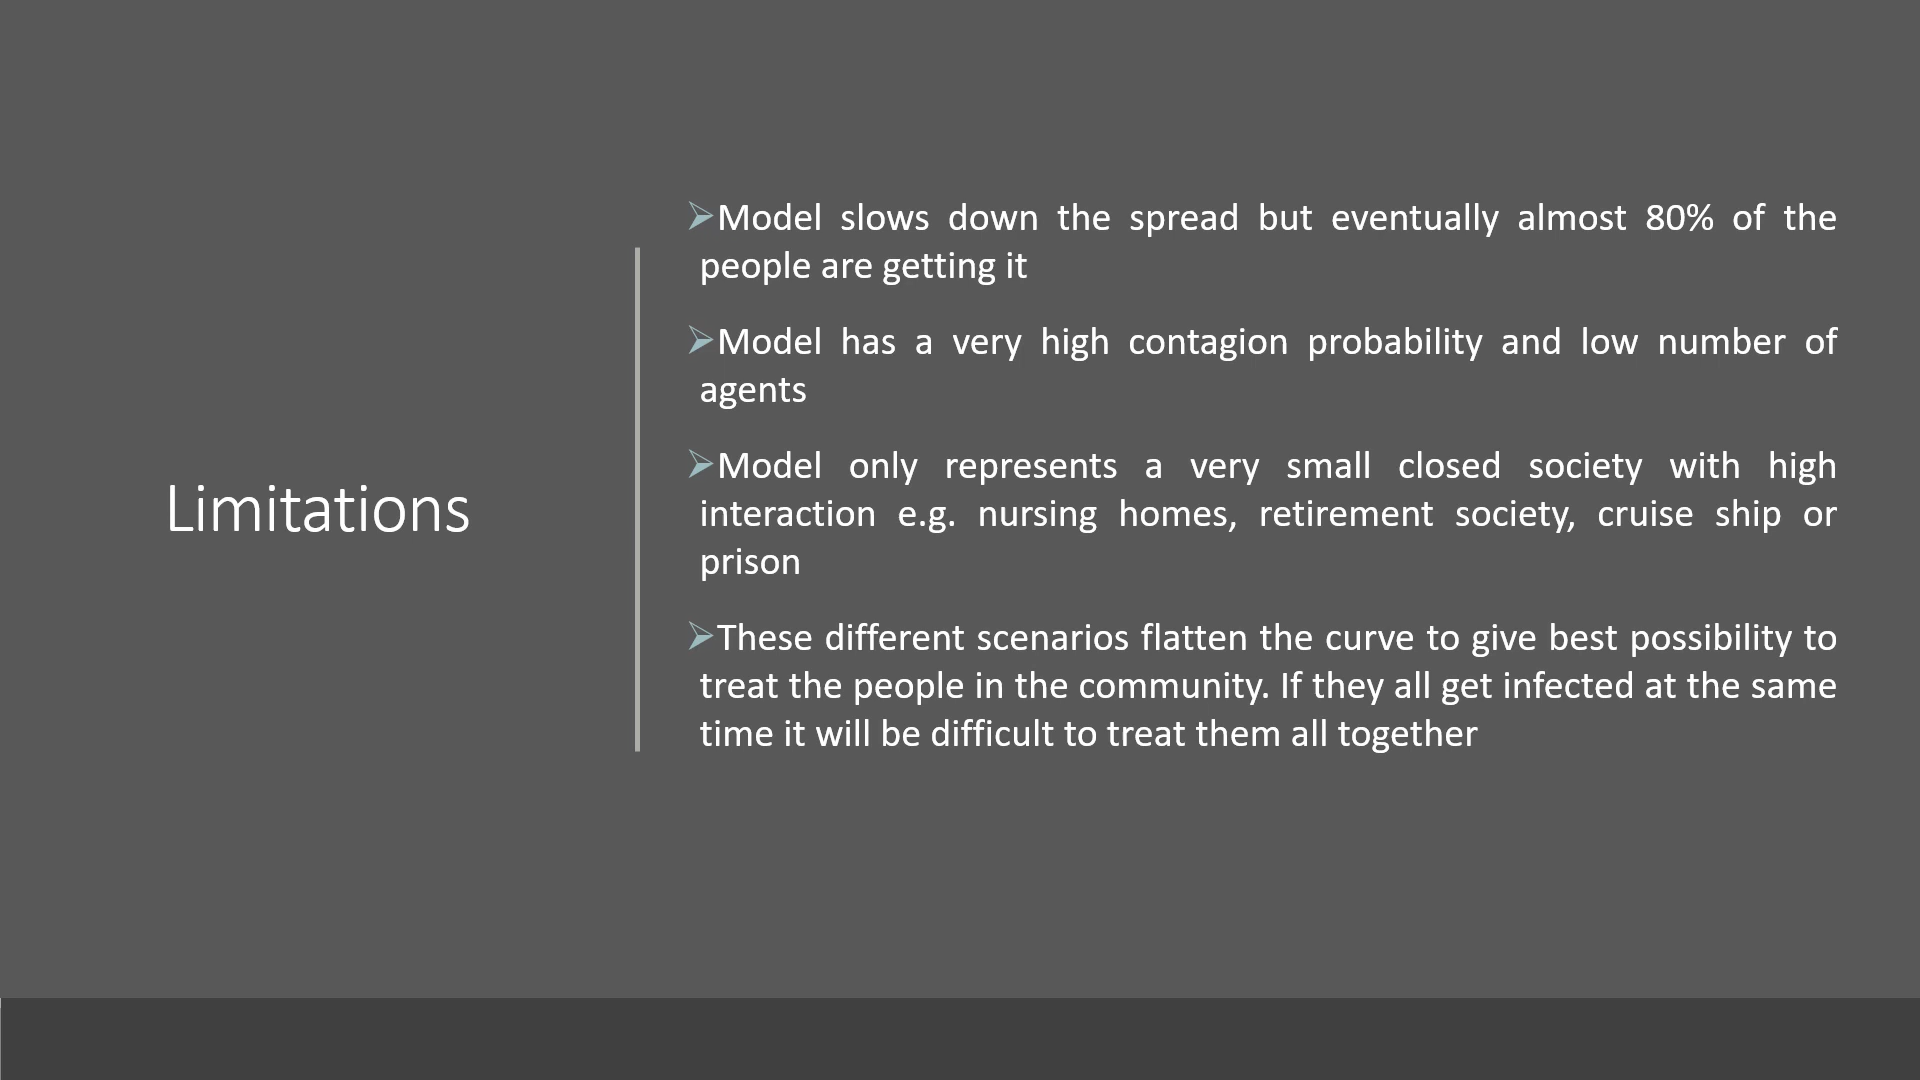 Limitations
➢Model slows down the spread but eventually almost 80% of the
people are getting it
➢Model has a very high contagion probability and low number of
agents
➢Model only represents a very small closed society with high
interaction e.g. nursing homes, retirement society, cruise ship or
prison
➢These different scenarios flatten the curve to give best possibility to
treat the people in the community. If they all get infected at the same
time it will be difficult to treat them all together